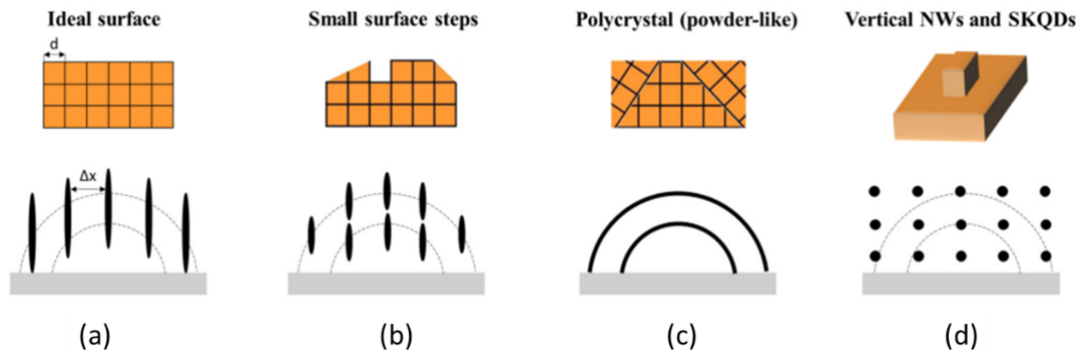 Ideal surface
Small surface steps
Polycrystal (powder-like)
Vertical NWs and SKQDs
d
Δx
(a)
(b)
(c)
(d)